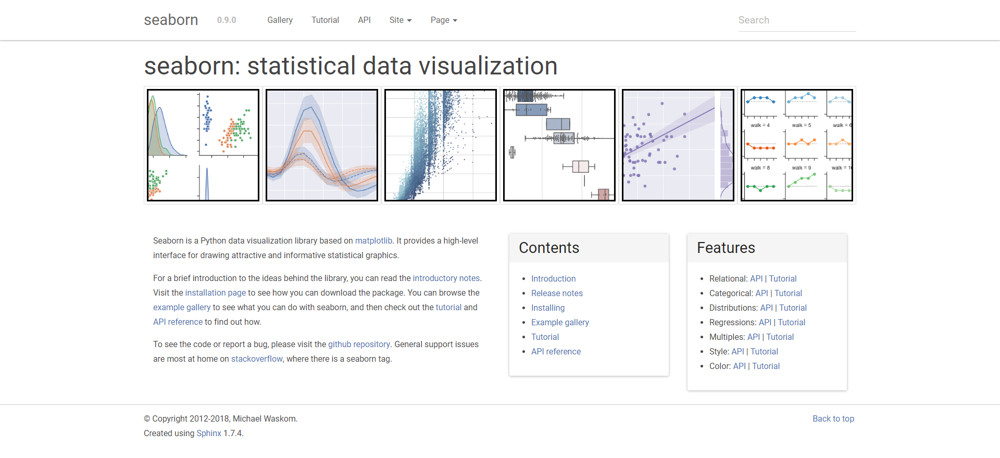 seaborn 0.9.0 Gallery Tutorial API Site Page Search
seaborn: statistical data visualization
walk = 4 walk = 5
walk = 8 walk = 9
Seaborn is a Python data visualization library based on matplotlib. It provides a high-level
interface for drawing attractive and informative statistical graphics.
For a brief introduction to the ideas behind the library, you can read the introductory notes.
Visit the installation page to see how you can download the package. You can browse the
example gallery to see what you can do with seaborn, and then check out the tutorial and
API reference to find out how.
To see the code or report a bug, please visit the github repository. General support issues
are most at home on stackoverflow, where there is a seaborn tag.
Contents
Introduction
Release notes
Installing
Example gallery
Tutorial
API reference
Features
Relational: API | Tutorial
Categorical: API | Tutorial
Distributions: API | Tutorial
Regressions: API | Tutorial
Multiples: API | Tutorial
Style: API | Tutorial
Color: API | Tutorial
© Copyright 2012-2018, Michael Waskom.
Created using Sphinx 1.7.4.
Back to top